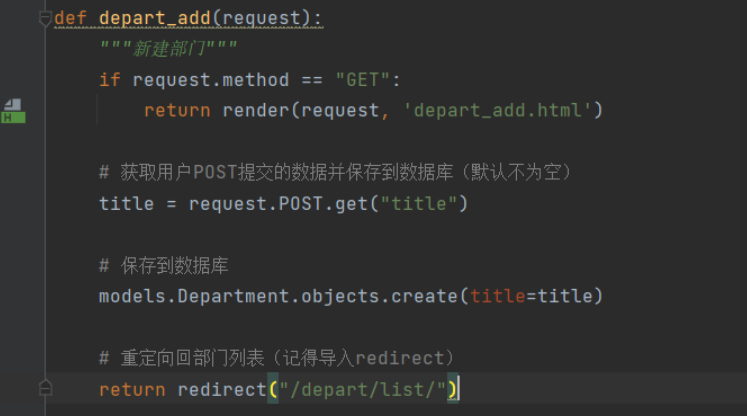 def depart_add(request):
"""新建部门"""
if request.method == "GET":
return render(request, 'depart_add.html')
# 获取用户POST提交的数据并保存到数据库（默认不为空）
title = request.POST.get("title")
# 保存到数据库
models.Department.objects.create(title=title)
# 重定向回部门列表（记得导入redirect）
return redirect("/depart/list/")